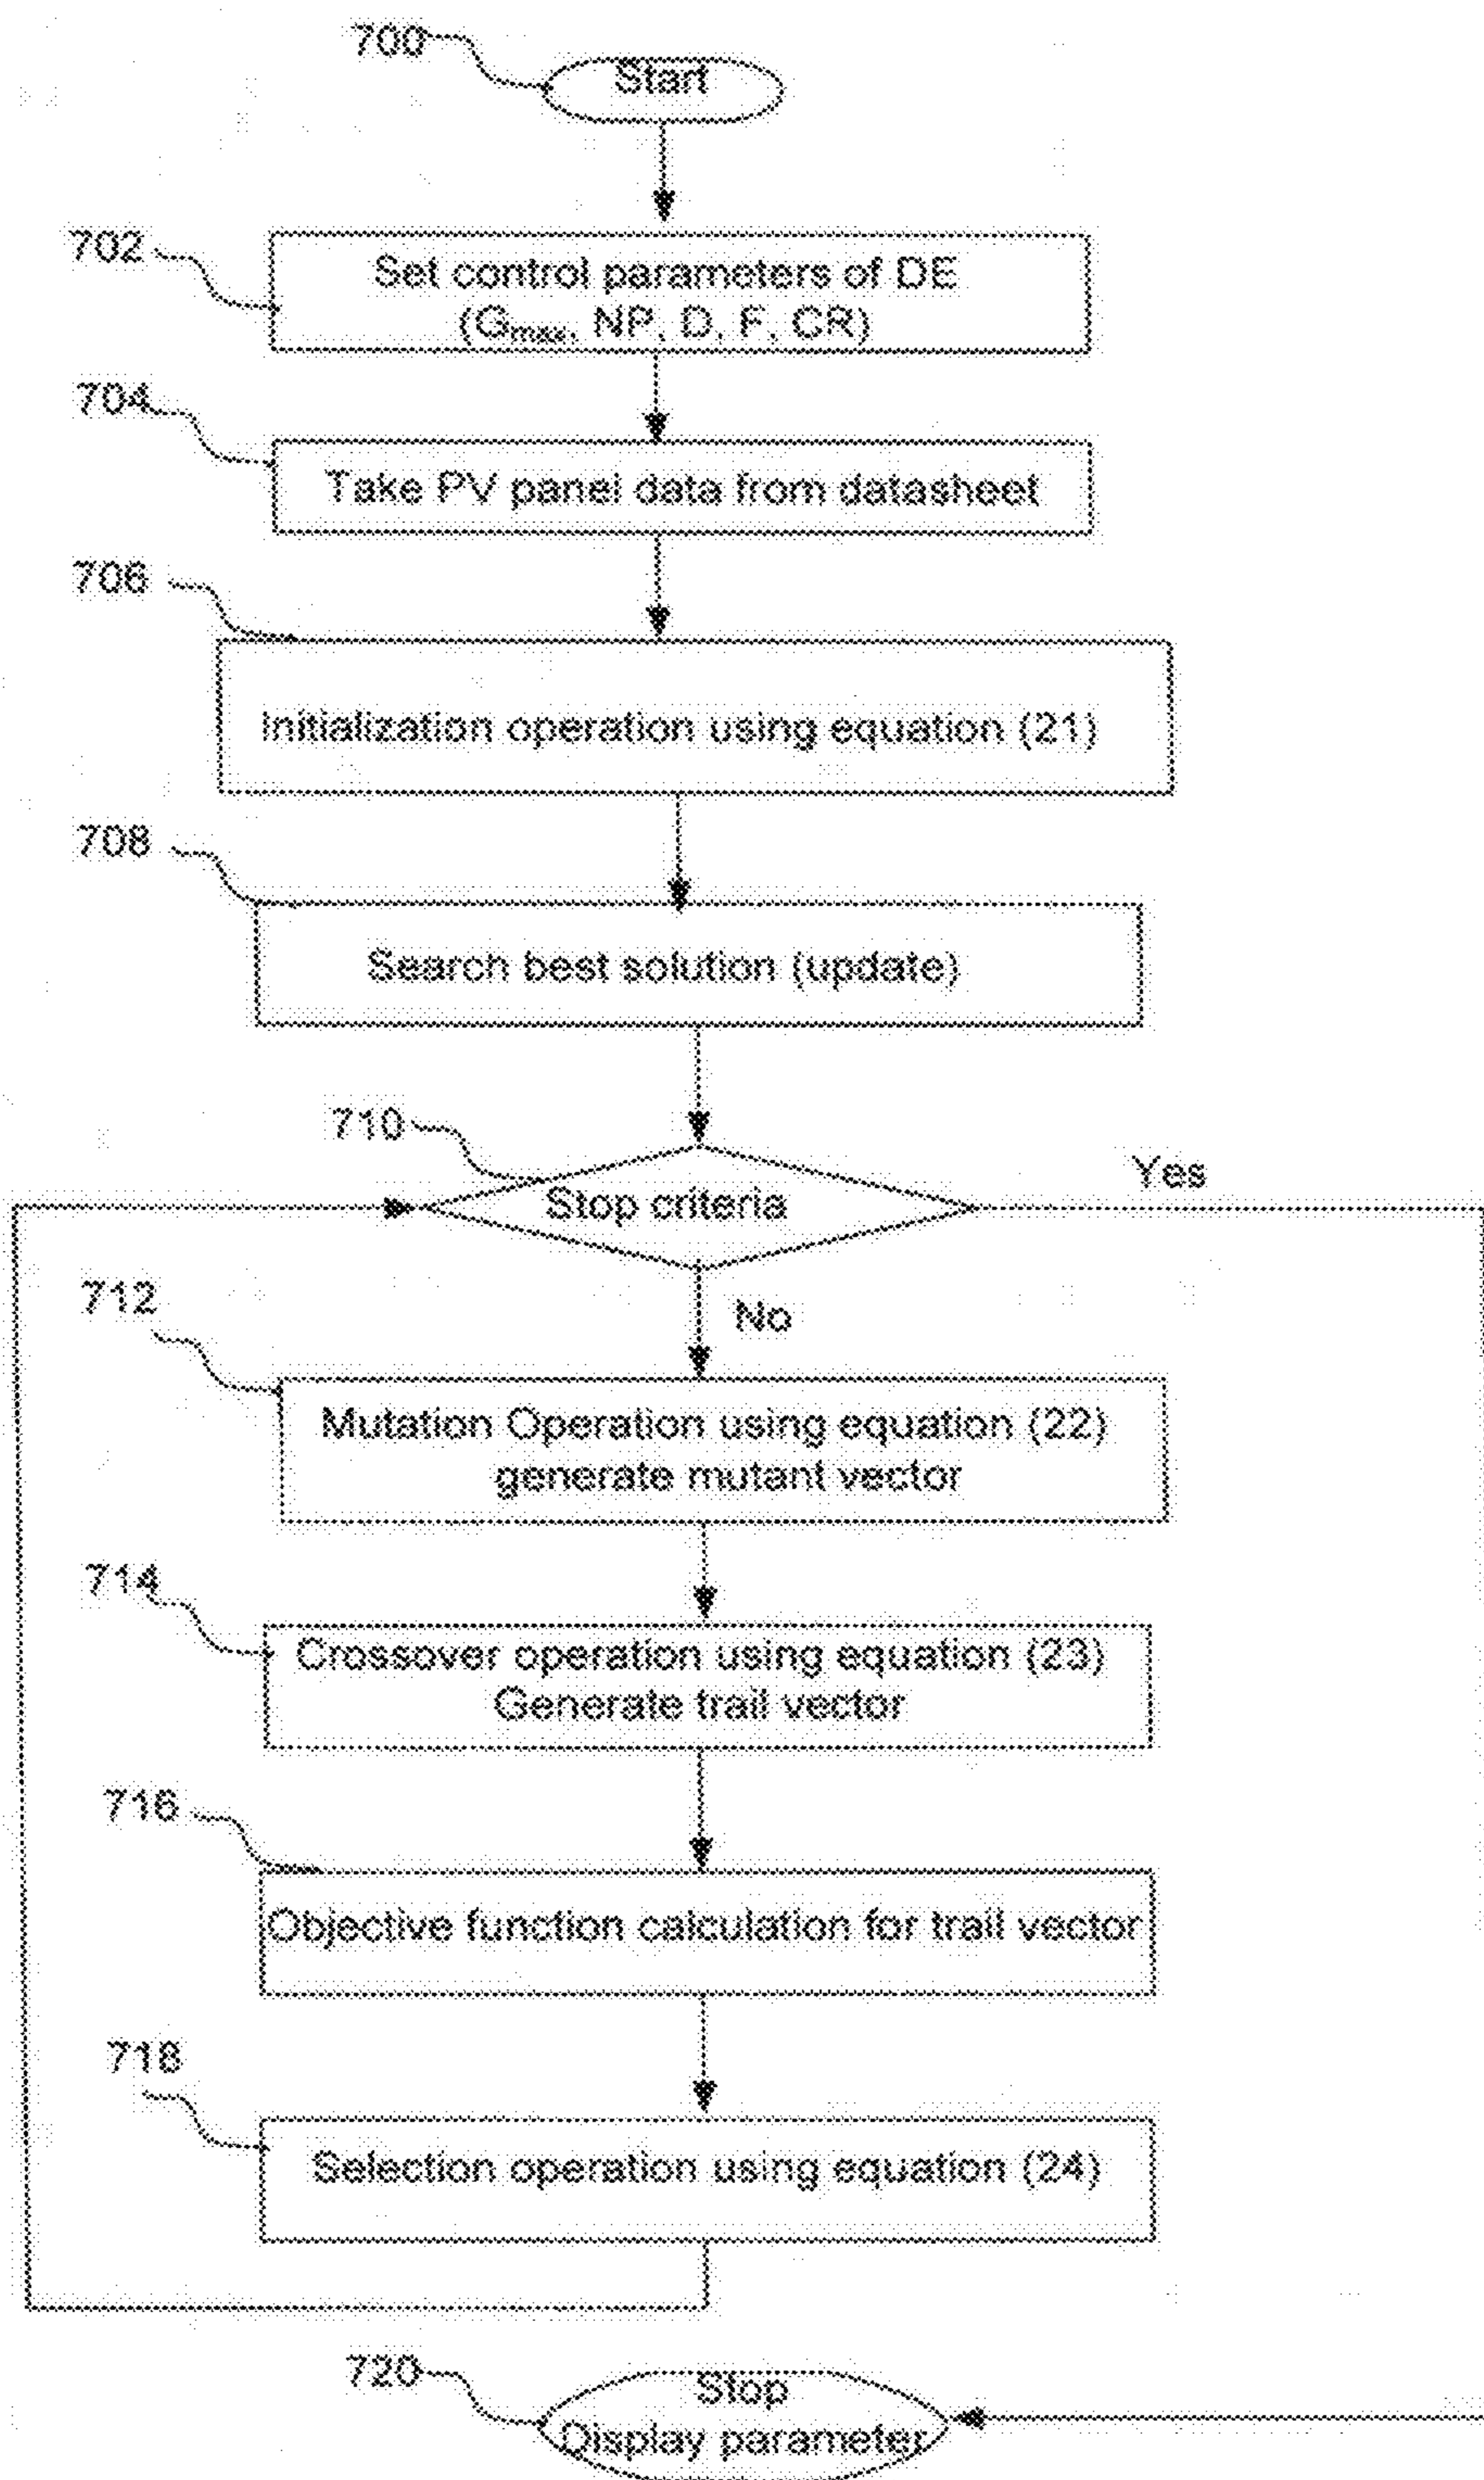 700
Start
702
Set control parameters of DE
(Gmax, NP, D, F, CR)
704
Take PV panel data from datasheet
706
Initialization operation using equation (21)
708
Search best solution (update)
710
Stop criteria
Yes
712
No
Mutation Operation using equation (22)
generate mutant vector
714
Crossover operation using equation (23)
Generate trail vector
716
Objective function calculation for trail vector
718
Selection operation using equation (24)
720
Stop
Display parameter